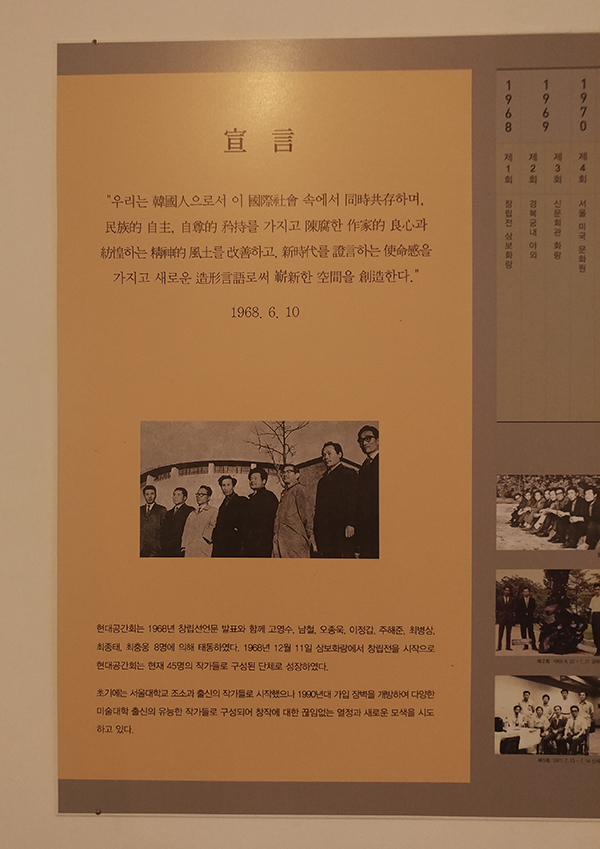 宣言
"우리는 韓國人으로서 이 國際社會 속에서 同時共存하며,
民族的 自主, 自尊的 矜持를 가지고 陳腐한 作家的 良心과
彷惶하는 精神的 風土를 改善하고, 新時代를 證言하는 使命感을
가지고 새로운 造形言語로써 嶄新한 空間을 創造한다."
1968. 6. 10
현대공간회는 1968년 창립선언문 발표와 함께 고영수, 남철, 오종욱, 이정갑, 주해준, 최병상,
최종태, 최충웅 8명에 의해 태동하였다. 1968년 12월 11일 삼보화랑에서 창립전을 시작으로
현대공간회는 현재 45명의 작가들로 구성된 단체로 성장하였다.
초기에는 서울대학교 조소과 출신의 작가들로 시작했으나 1990년대 가입 장벽을 개방하여 다양한
미술대학 출신의 유능한 작가들로 구성되어 창작에 대한 끊임없는 열정과 새로운 모색을 시도
하고 있다.
1968
제1회 창립전 삼보화랑
1969
제2회 경복궁내 야외
제3회 신문회관 화랑
1970
제4회 서울 미국 문화원